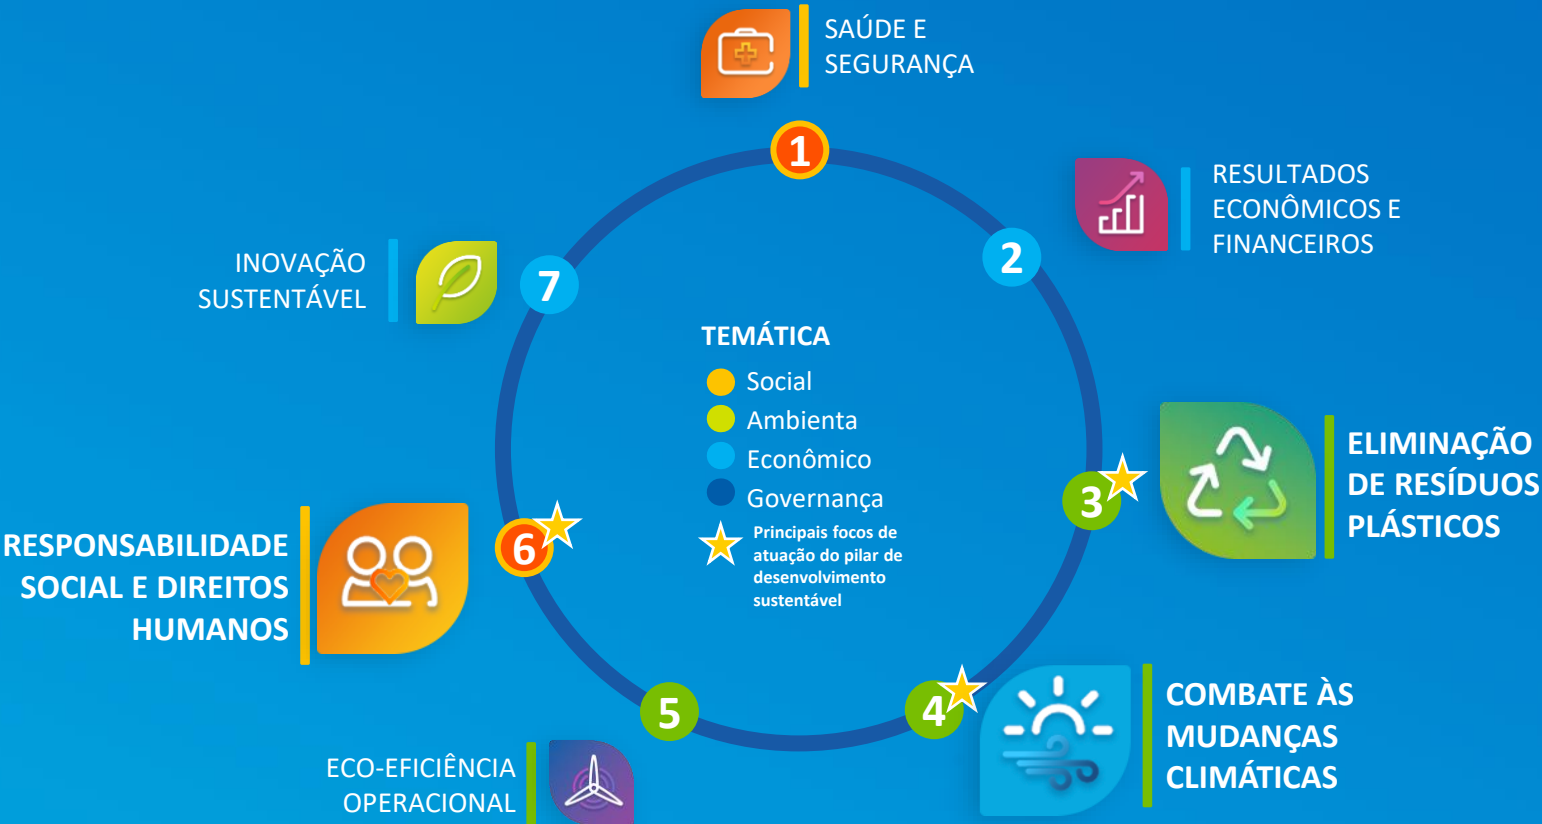 SAÚDE E
SEGURANÇA
1
RESULTADOS
ECONÔMICOS E
FINANCEIROS
2
INOVAÇÃO
SUSTENTÁVEL
7
TEMÁTICA
Social
Ambienta
Econômico
Governança
Principais focos de
atuação do pilar de
desenvolvimento
sustentável
3
ELIMINAÇÃO
DE RESÍDUOS
PLÁSTICOS
RESPONSABILIDADE
SOCIAL E DIREITOS
HUMANOS
6
5
4
COMBATE ÀS
MUDANÇAS
CLIMÁTICAS
ECO-EFICIÊNCIA
OPERACIONAL